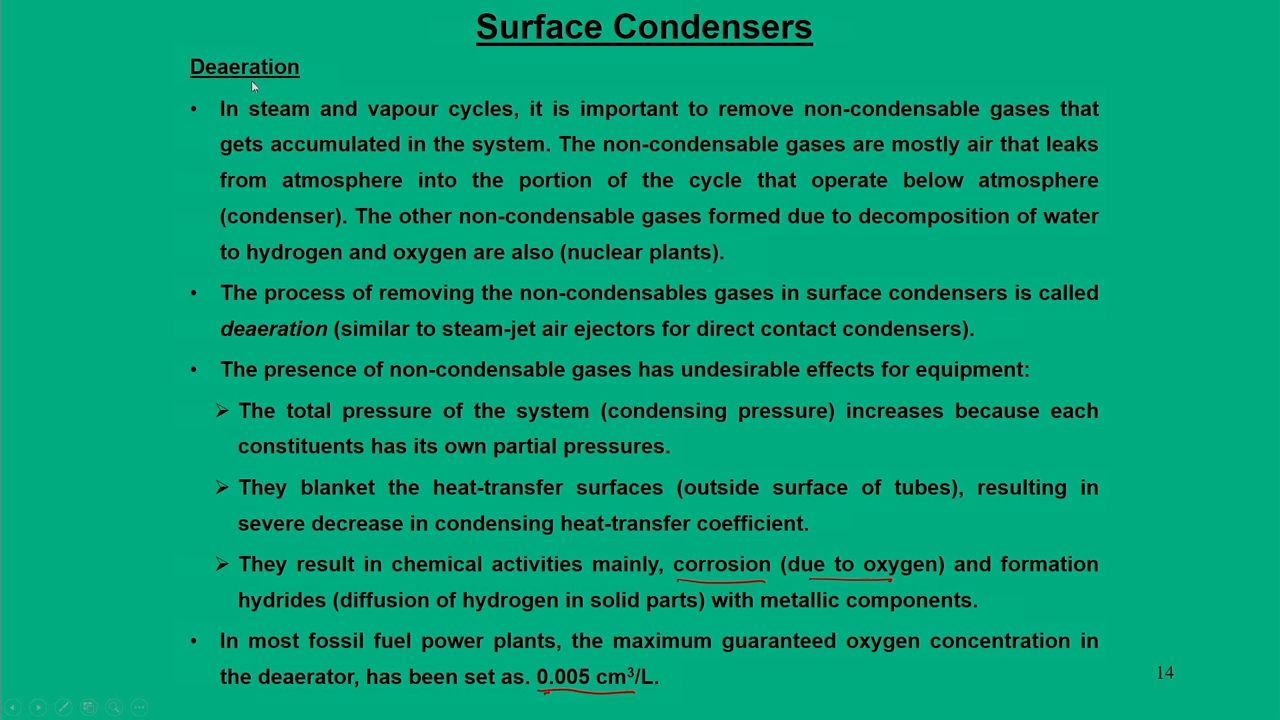 Surface Condensers
Deaeration
• In steam and vapour cycles, it is important to remove non-condensable gases that
gets accumulated in the system. The non-condensable gases are mostly air that leaks
from atmosphere into the portion of the cycle that operate below atmosphere
(condenser). The other non-condensable gases formed due to decomposition of water
to hydrogen and oxygen are also (nuclear plants).
• The process of removing the non-condensables gases in surface condensers is called
deaeration (similar to steam-jet air ejectors for direct contact condensers).
• The presence of non-condensable gases has undesirable effects for equipment:
➢ The total pressure of the system (condensing pressure) increases because each
constituents has its own partial pressures.
➢ They blanket the heat-transfer surfaces (outside surface of tubes), resulting in
severe decrease in condensing heat-transfer coefficient.
➢ They result in chemical activities mainly, corrosion (due to oxygen) and formation
hydrides (diffusion of hydrogen in solid parts) with metallic components.
• In most fossil fuel power plants, the maximum guaranteed oxygen concentration in
the deaerator, has been set as. 0.005 cm³/L.
14